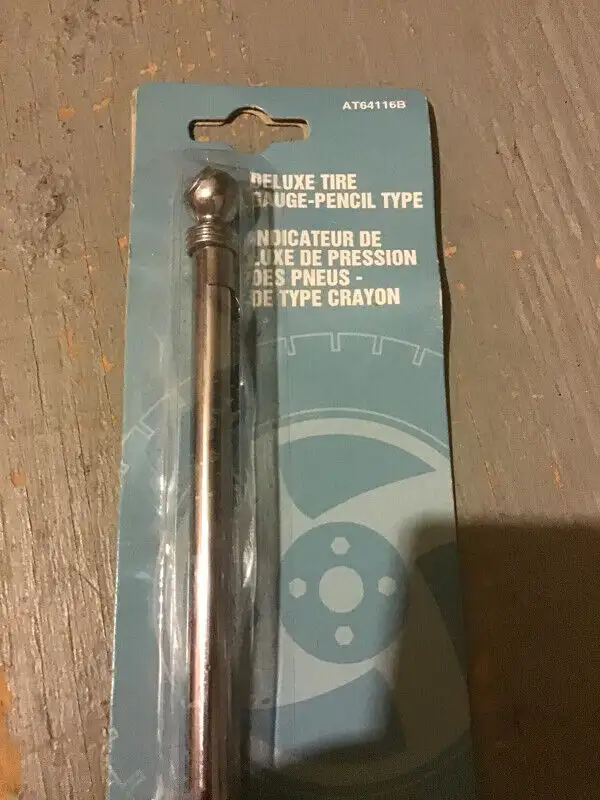 AT64116B
DELUXE TIRE
GAUGE-PENCIL TYPE
INDICATEUR DE
LUXE DE PRESSION
DES PNEUS -
DE TYPE CRAYON